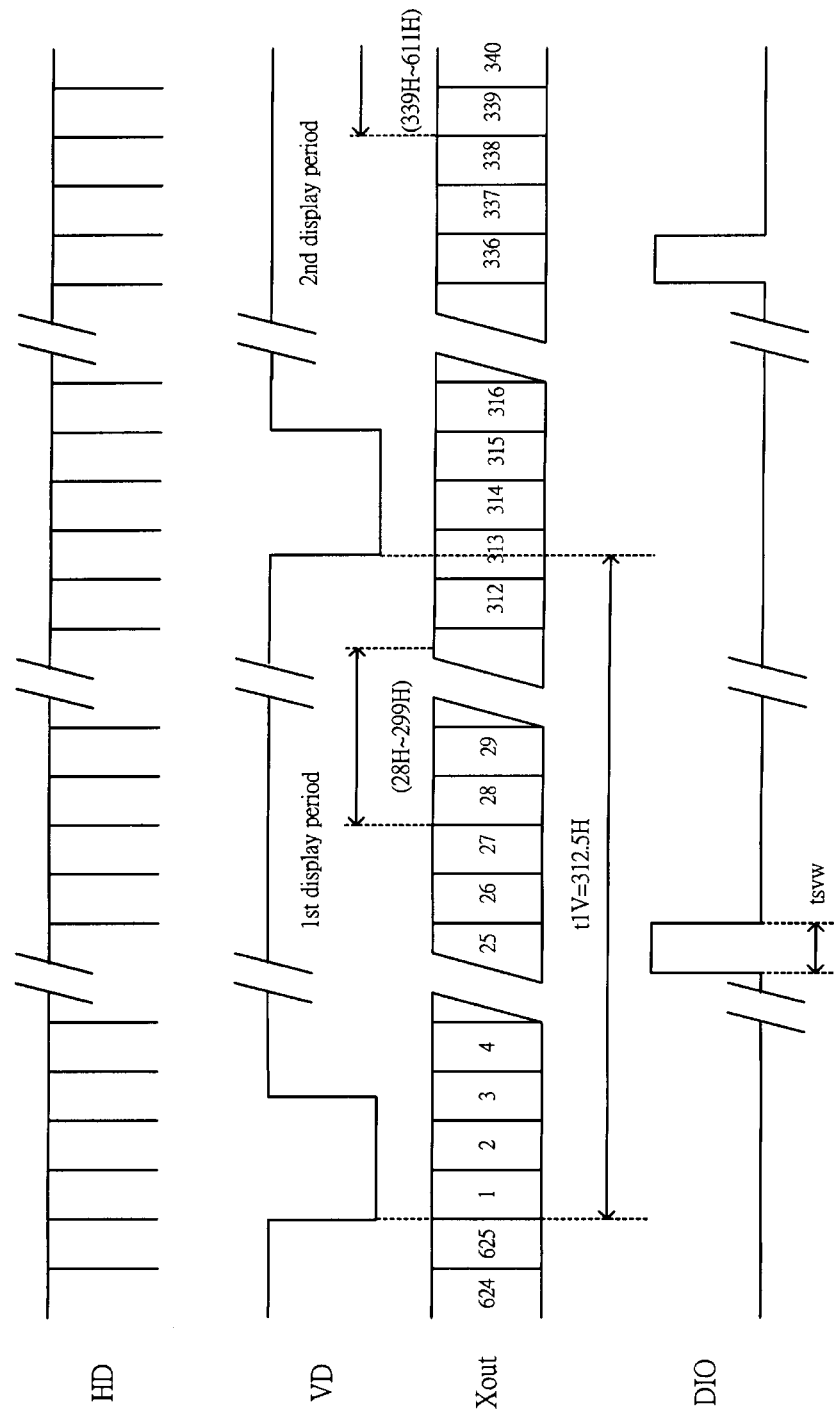 HD
VD
1st display period
2nd display period
(28H~299H)
(339H~611H)
Xout
624 625 1 2 3 4 25 26 27 28 29 312 313 314 315 316 336 337 338 339 340
t1V=312.5H
DIO
tsvw